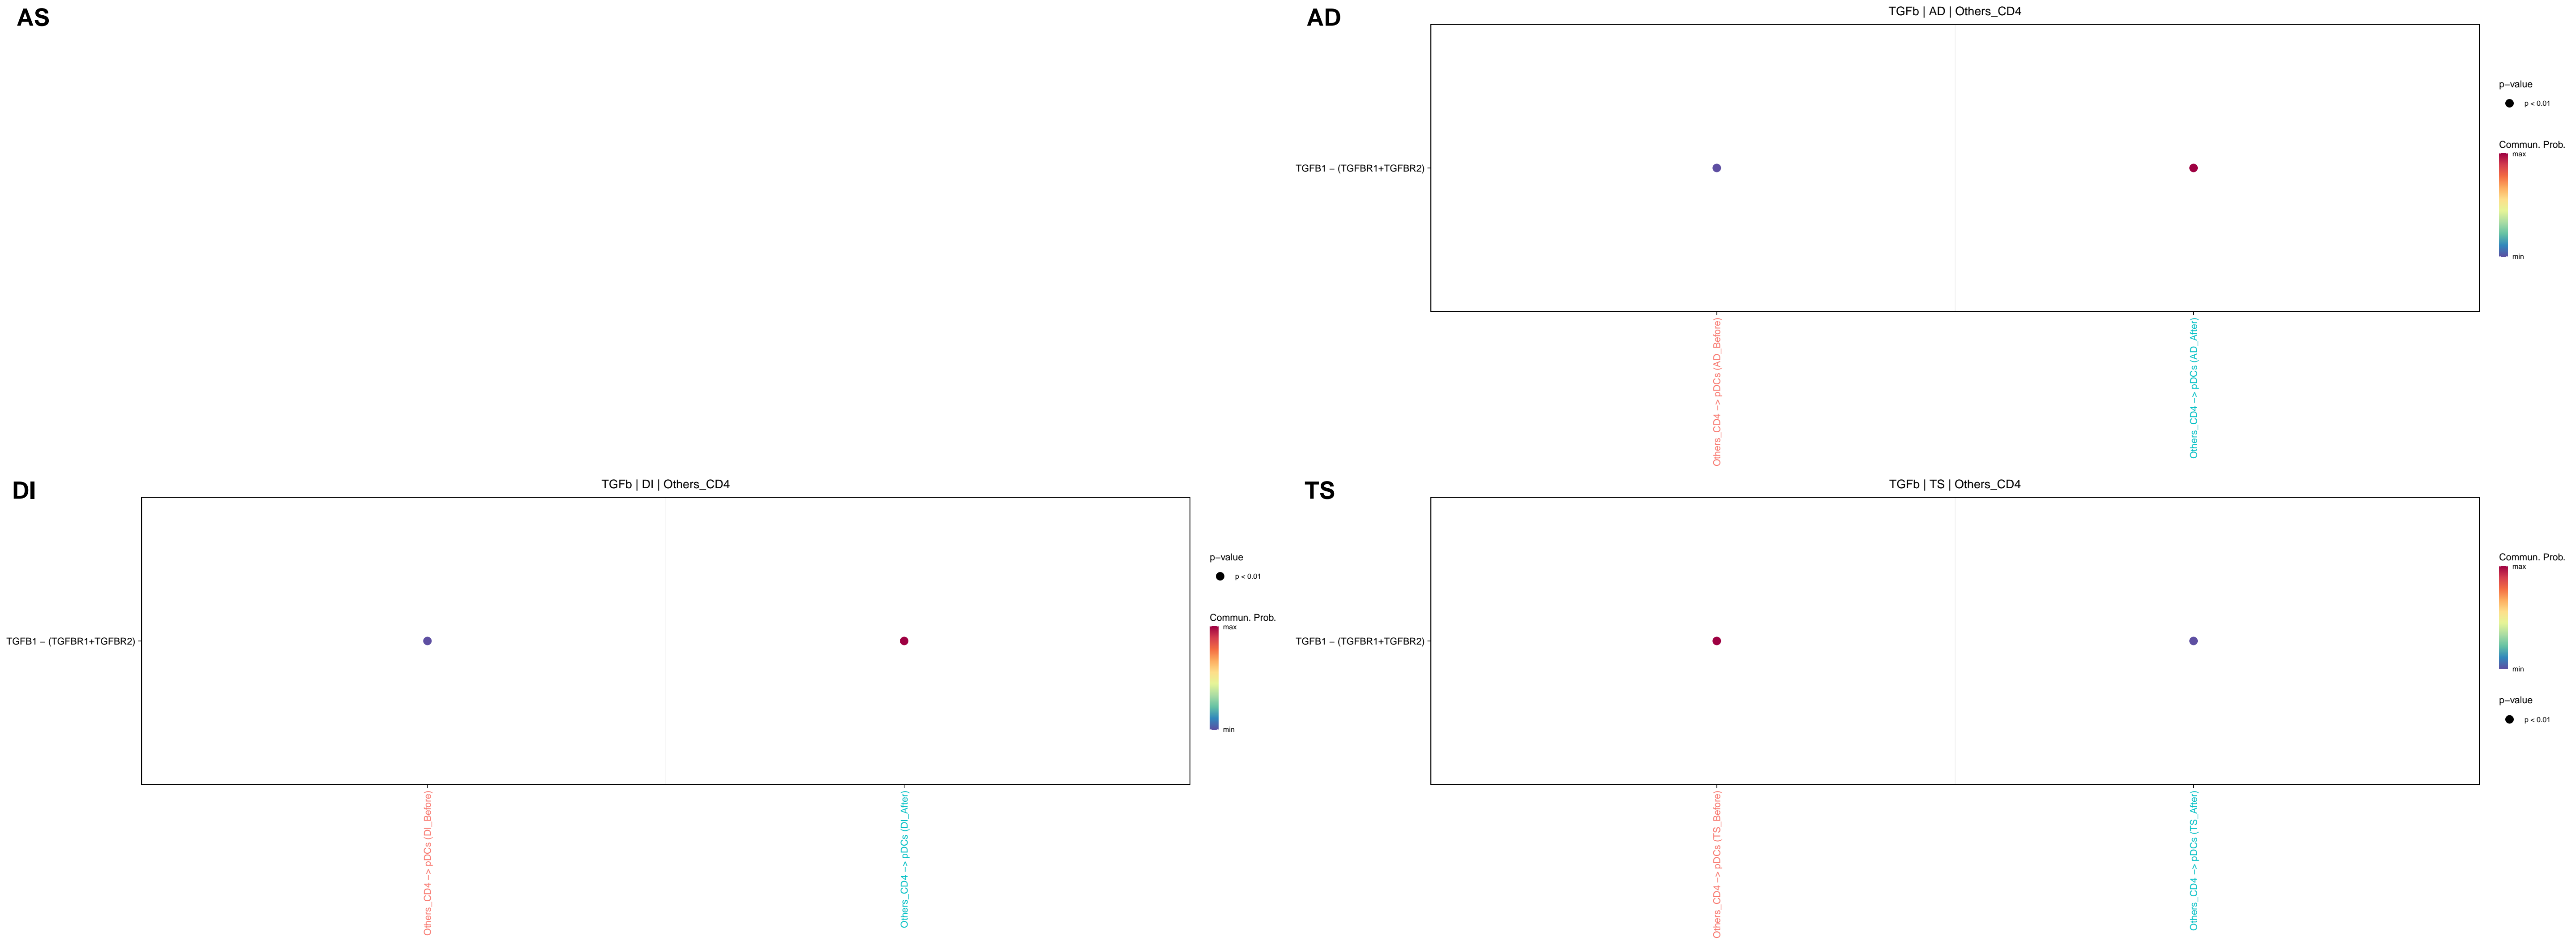 AS
AD
TGFb | AD | Others_CD4
TGFB1 − (TGFBR1+TGFBR2)
Others_CD4 −> pDCs (AD_Before)
Others_CD4 −> pDCs (AD_After)
p−value
p < 0.01
Commun. Prob.
max
min
DI
TGFb | DI | Others_CD4
TGFB1 − (TGFBR1+TGFBR2)
Others_CD4 −> pDCs (DI_Before)
Others_CD4 −> pDCs (DI_After)
p−value
p < 0.01
Commun. Prob.
max
min
TS
TGFb | TS | Others_CD4
TGFB1 − (TGFBR1+TGFBR2)
Others_CD4 −> pDCs (TS_Before)
Others_CD4 −> pDCs (TS_After)
Commun. Prob.
max
min
p−value
p < 0.01